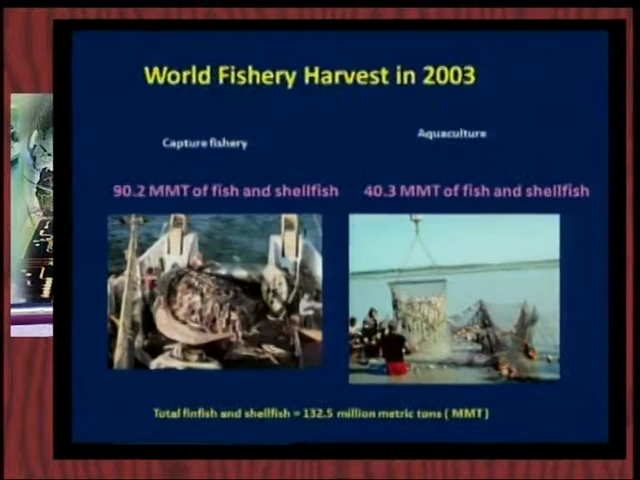 World Fishery Harvest in 2003
Capture fishery
Aquaculture
90.2 MMT of fish and shellfish
40.3 MMT of fish and shellfish
Total finfish and shellfish = 132.5 million metric tons ( MMT)